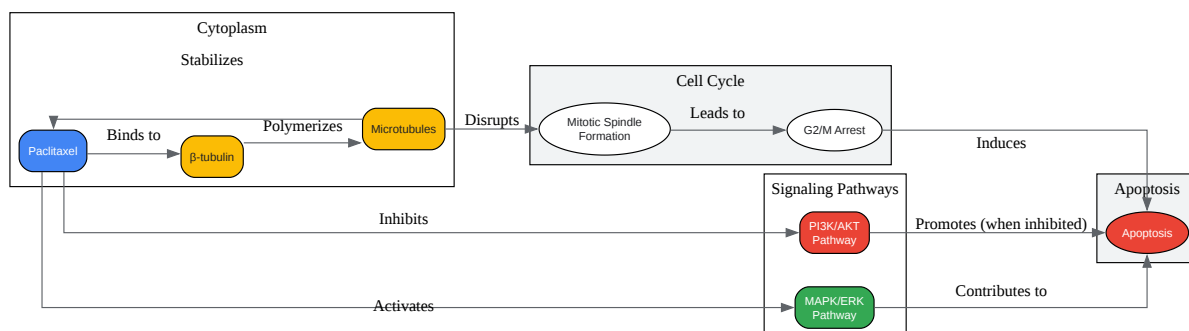 Cytoplasm
Stabilizes
Cell Cycle
Paclitaxel
Binds to
β-tubulin
Polymerizes
Microtubules
Disrupts
Mitotic Spindle
Formation
Leads to
G2/M Arrest
Induces
Signaling Pathways
Apoptosis
Inhibits
PI3K/AKT
Pathway
Promotes (when inhibited)
Apoptosis
Activates
MAPK/ERK
Pathway
Contributes to